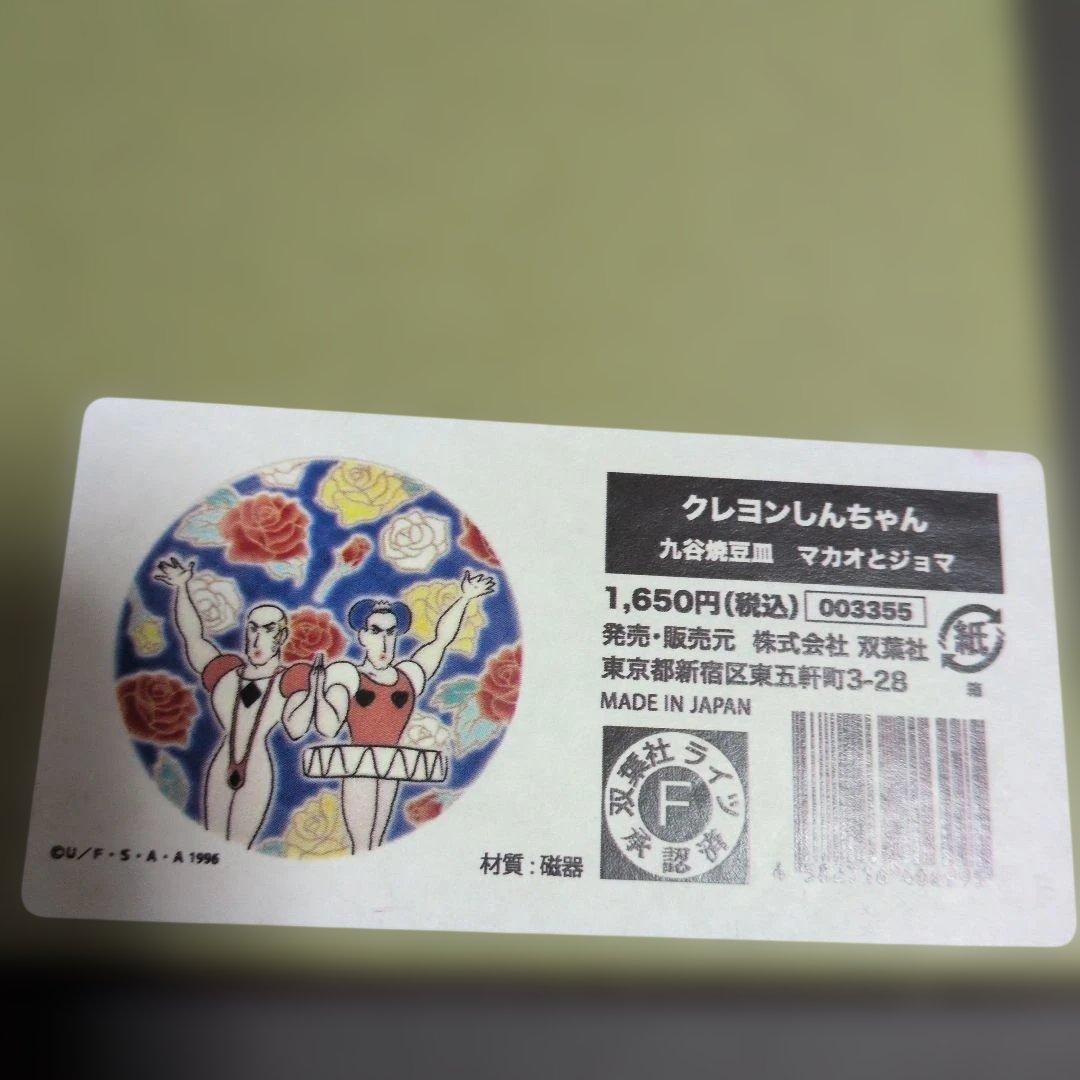 クレヨンしんちゃん
九谷焼豆皿 マカオとジョマ
1,650円(税込) 003355
発売・販売元 株式会社 双葉社
東京都新宿区東五軒町3-28
MADE IN JAPAN
紙
箱
双葉社ライツ
F
承認済
材質:磁器
©U/F・S・A・A 1996